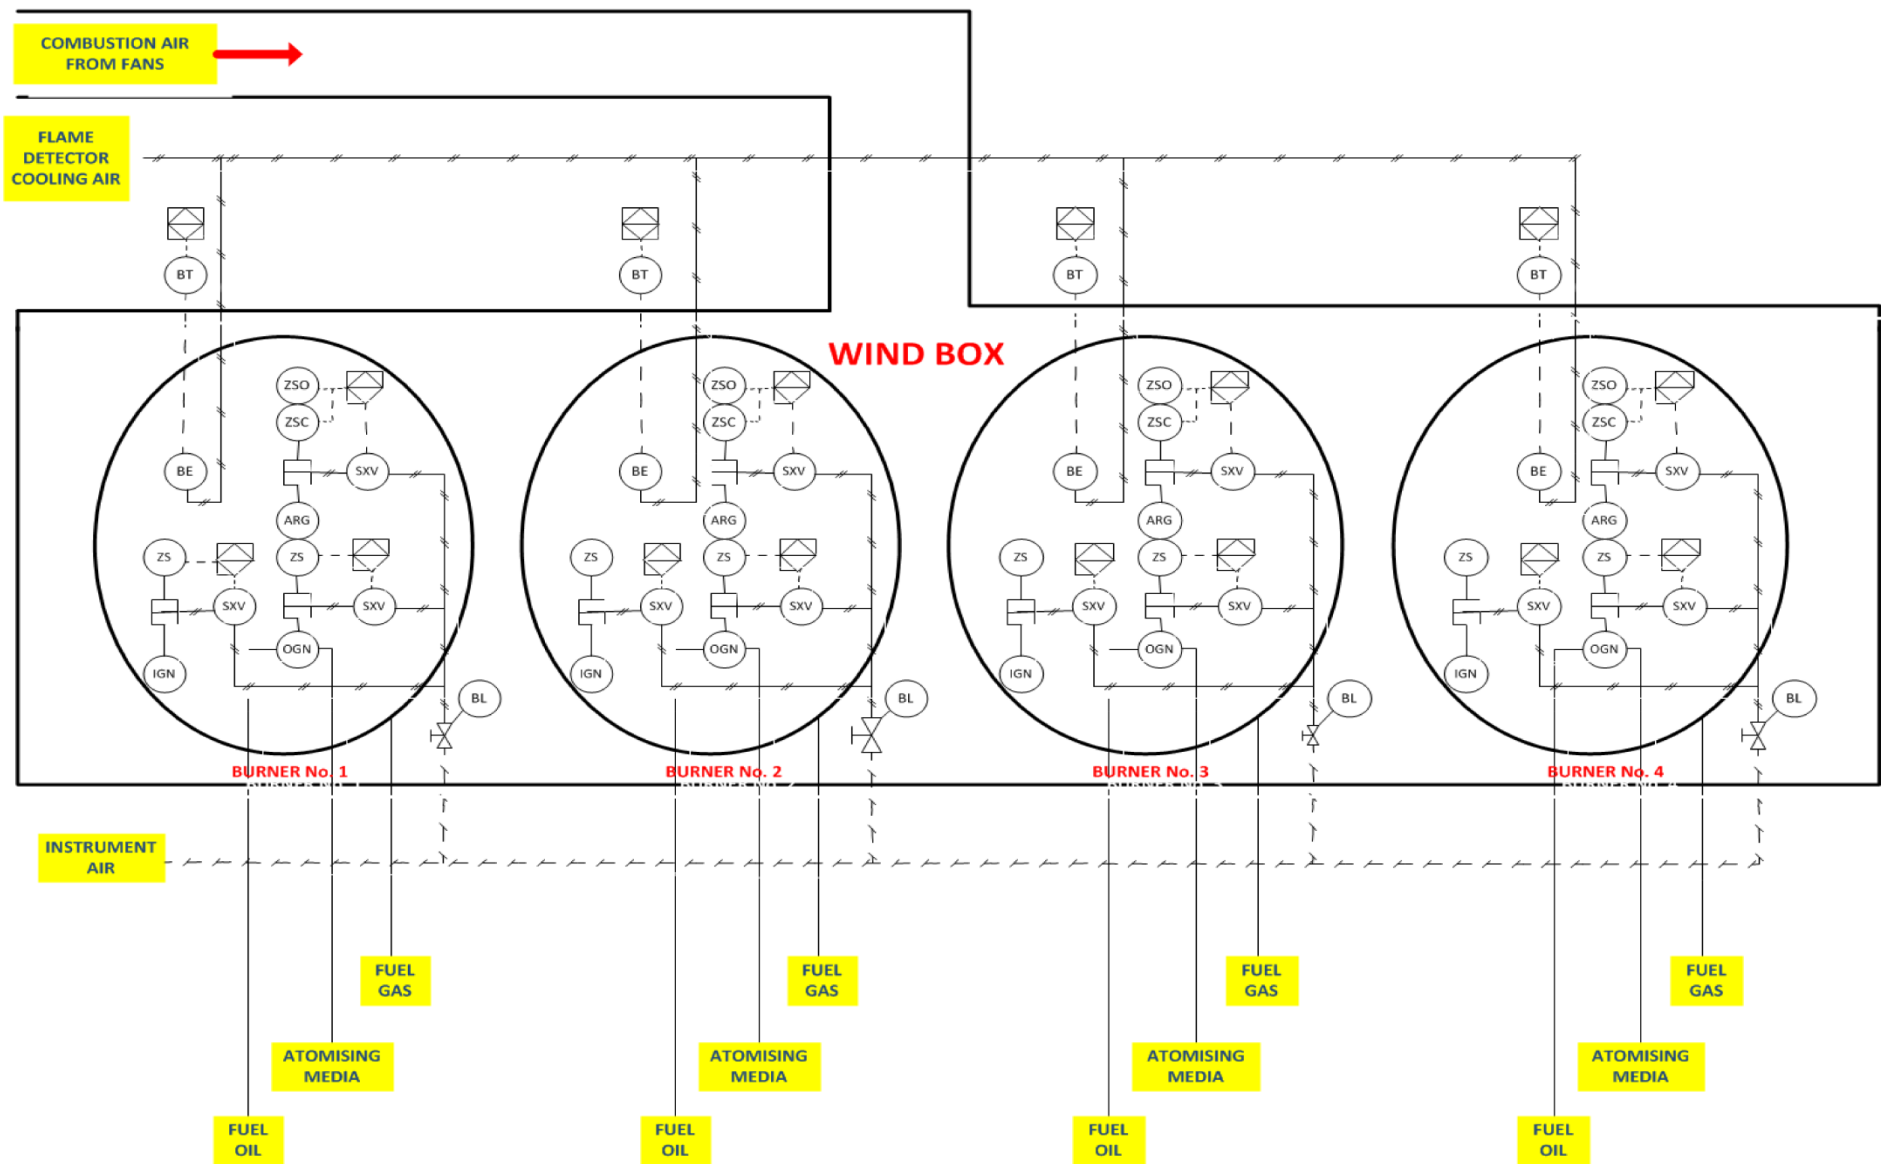 COMBUSTION AIR
FROM FANS
FLAME
DETECTOR
COOLING AIR
BT
BT
BT
BT
WIND BOX
ZSO
ZSO
ZSO
ZSO
ZSC
ZSC
ZSC
ZSC
BE
SXV
BE
SXV
BE
SXV
BE
SXV
ARG
ARG
ARG
ARG
ZS
ZS
ZS
ZS
ZS
ZS
ZS
ZS
SXV
SXV
SXV
SXV
SXV
SXV
SXV
SXV
OGN
OGN
OGN
OGN
IGN
IGN
IGN
IGN
BL
BL
BL
BL
BURNER No. 1
BURNER No. 2
BURNER No. 3
BURNER No. 4
INSTRUMENT
AIR
FUEL
GAS
FUEL
GAS
FUEL
GAS
FUEL
GAS
ATOMISING
MEDIA
ATOMISING
MEDIA
ATOMISING
MEDIA
ATOMISING
MEDIA
FUEL
OIL
FUEL
OIL
FUEL
OIL
FUEL
OIL